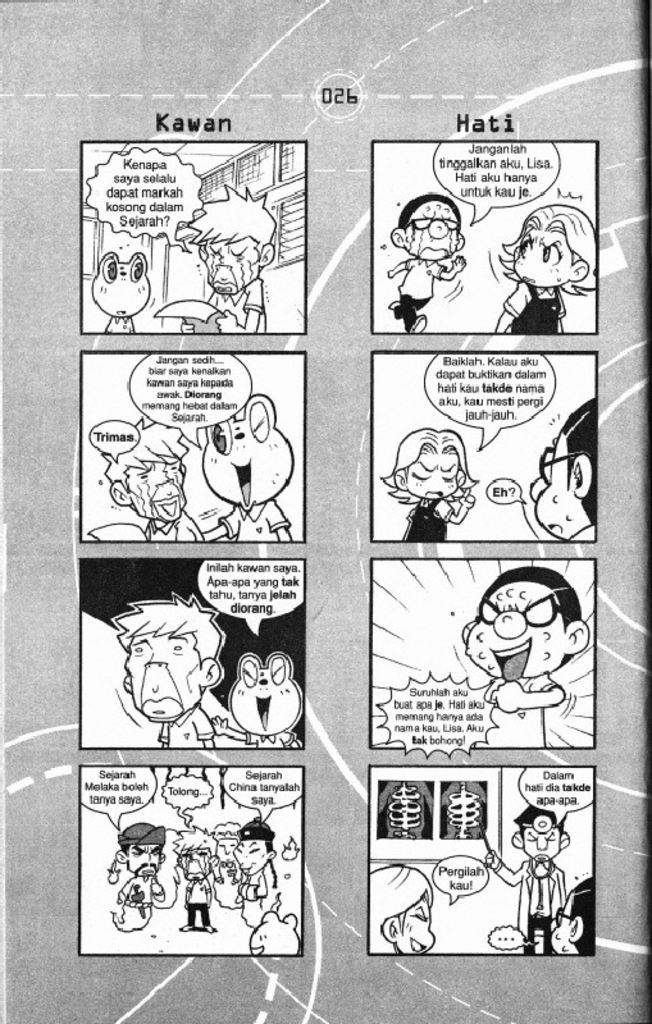 026
Kawan
Kenapa
saya selalu
dapat markah
kosong dalam
Sejarah?
Jangan sedih....
biar saya kenalkan
kawan saya kepada
awak. Diorang
memang hebat dalam
Sejarah.
Trimas.
Inilah kawan saya.
Apa-apa yang tak
tahu, tanya jelah
diorang.
Sejarah
Melaka boleh
tanya saya.
Tolong...
Sejarah
China tanyallah
saya.
Hati
Janganlah
tinggalkan aku, Lisa.
Hati aku hanya
untuk kau je.
Baiklah. Kalau aku
dapat buktikan dalam
hati kau takde nama
aku, kau mesti pergi
jauh-jauh.
Eh?
Suruhlah aku
buat apa je. Hati aku
memang hanya ada
nama kau, Lisa. Aku
tak bohong!
Dalam
hati dia takde
apa-apa.
Pergilah
kau!
...